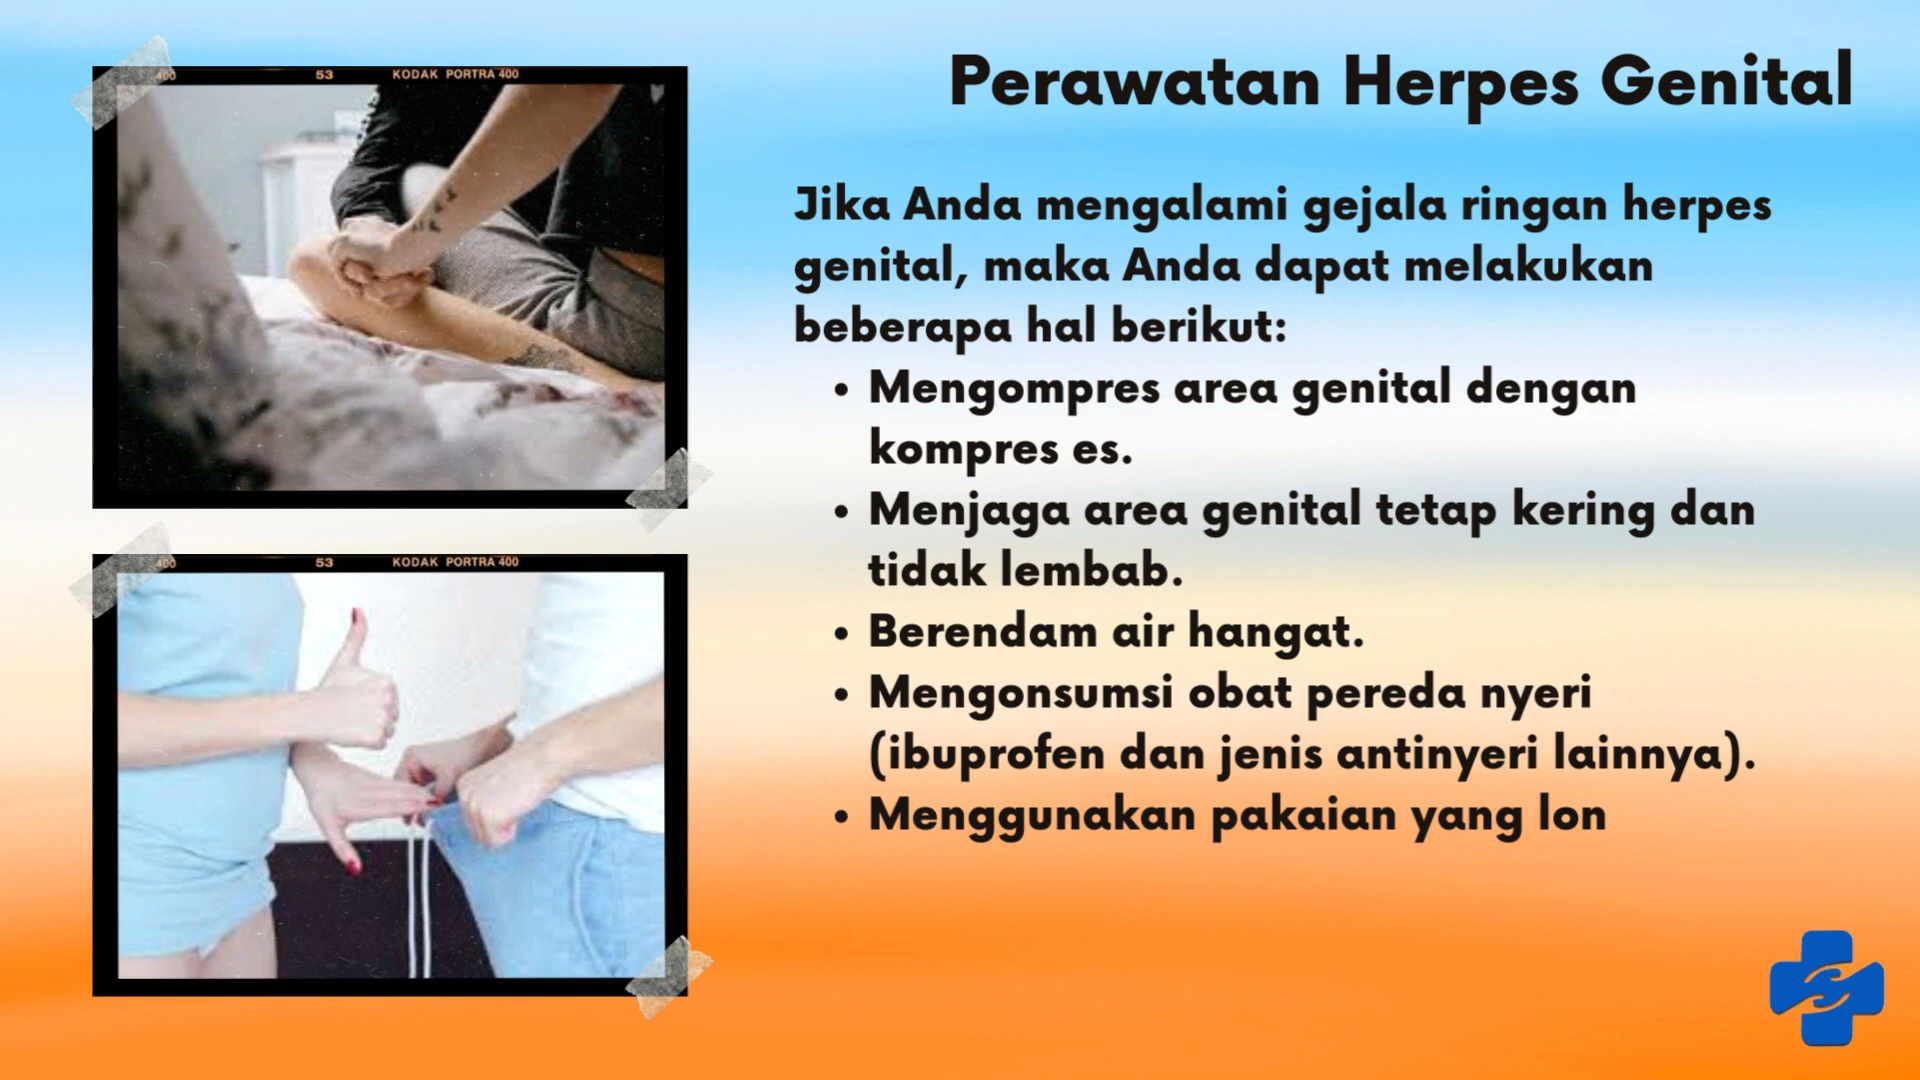 400 53 KODAK PORTRA 400
400 53 KODAK PORTRA 400
Perawatan Herpes Genital
Jika Anda mengalami gejala ringan herpes
genital, maka Anda dapat melakukan
beberapa hal berikut:
• Mengompres area genital dengan
kompres es.
• Menjaga area genital tetap kering dan
tidak lembab.
• Berendam air hangat.
• Mengonsumsi obat pereda nyeri
(ibuprofen dan jenis antinyeri lainnya).
• Menggunakan pakaian yang lon